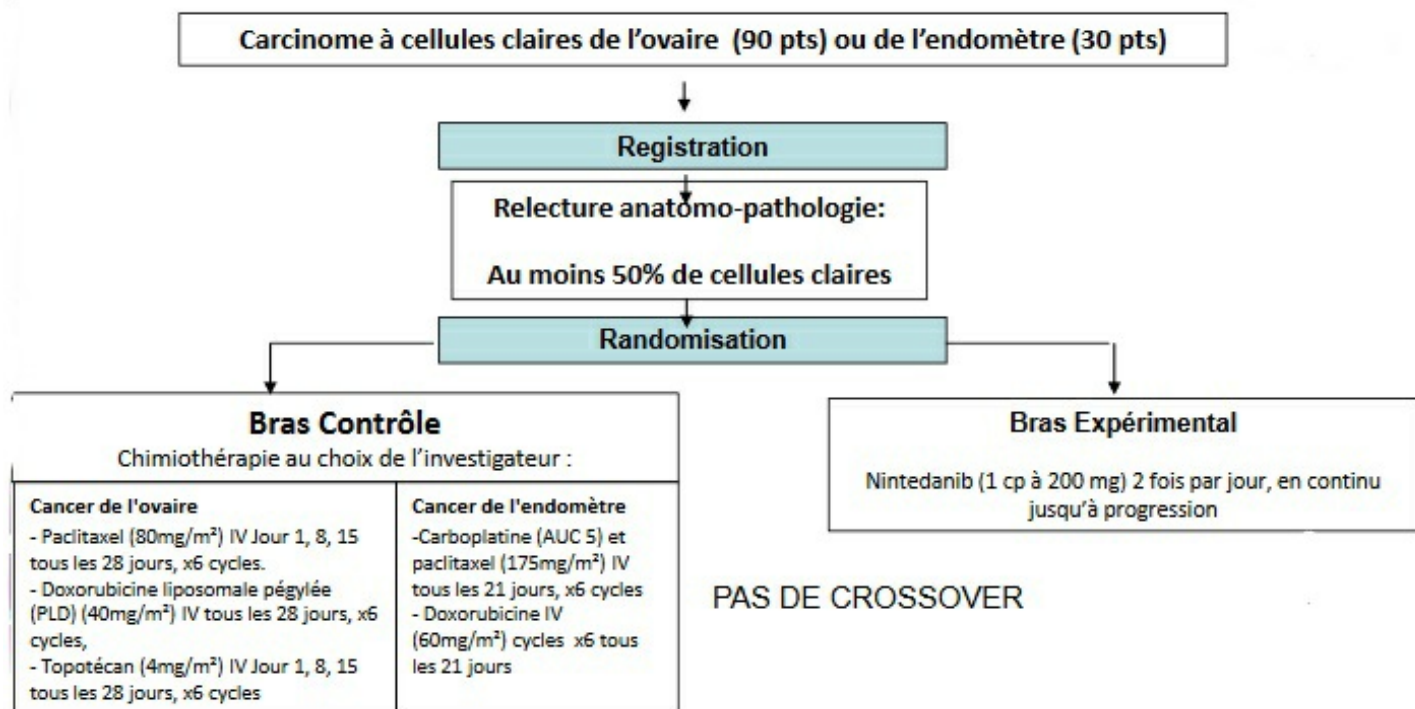 Carcinome à cellules claires de l'ovaire (90 pts) ou de l'endomètre (30 pts)
Registration
Relecture anatomo-pathologie:
Au moins 50% de cellules claires
Randomisation
Bras Contrôle
Chimiothérapie au choix de l'investigateur :
Cancer de l'ovaire
- Paclitaxel (80mg/m²) IV Jour 1, 8, 15
tous les 28 jours, x6 cycles.
- Doxorubicine liposomale pégylée
(PLD) (40mg/m²) IV tous les 28 jours, x6
cycles,
- Topotécan (4mg/m²) IV Jour 1, 8, 15
tous les 28 jours, x6 cycles
Cancer de l'endomètre
-Carboplatine (AUC 5) et
paclitaxel (175mg/m²) IV
tous les 21 jours, x6 cycles
- Doxorubicine IV
(60mg/m²) cycles x6 tous
les 21 jours
Bras Expérimental
Nintedanib (1 cp à 200 mg) 2 fois par jour, en continu
jusqu'à progression
PAS DE CROSSOVER